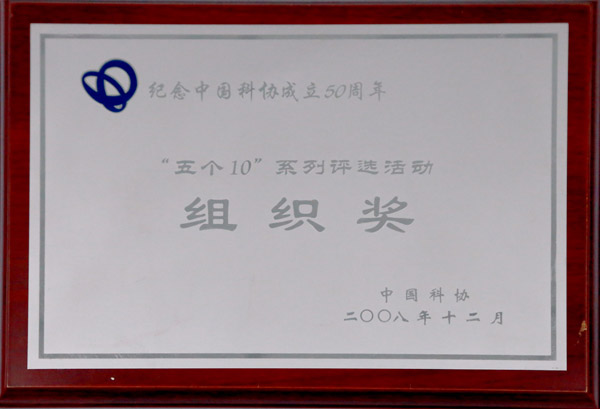 纪念中国科协成立50周年
“五个10”系列评选活动
组织奖
中国科协
二〇〇八年十二月